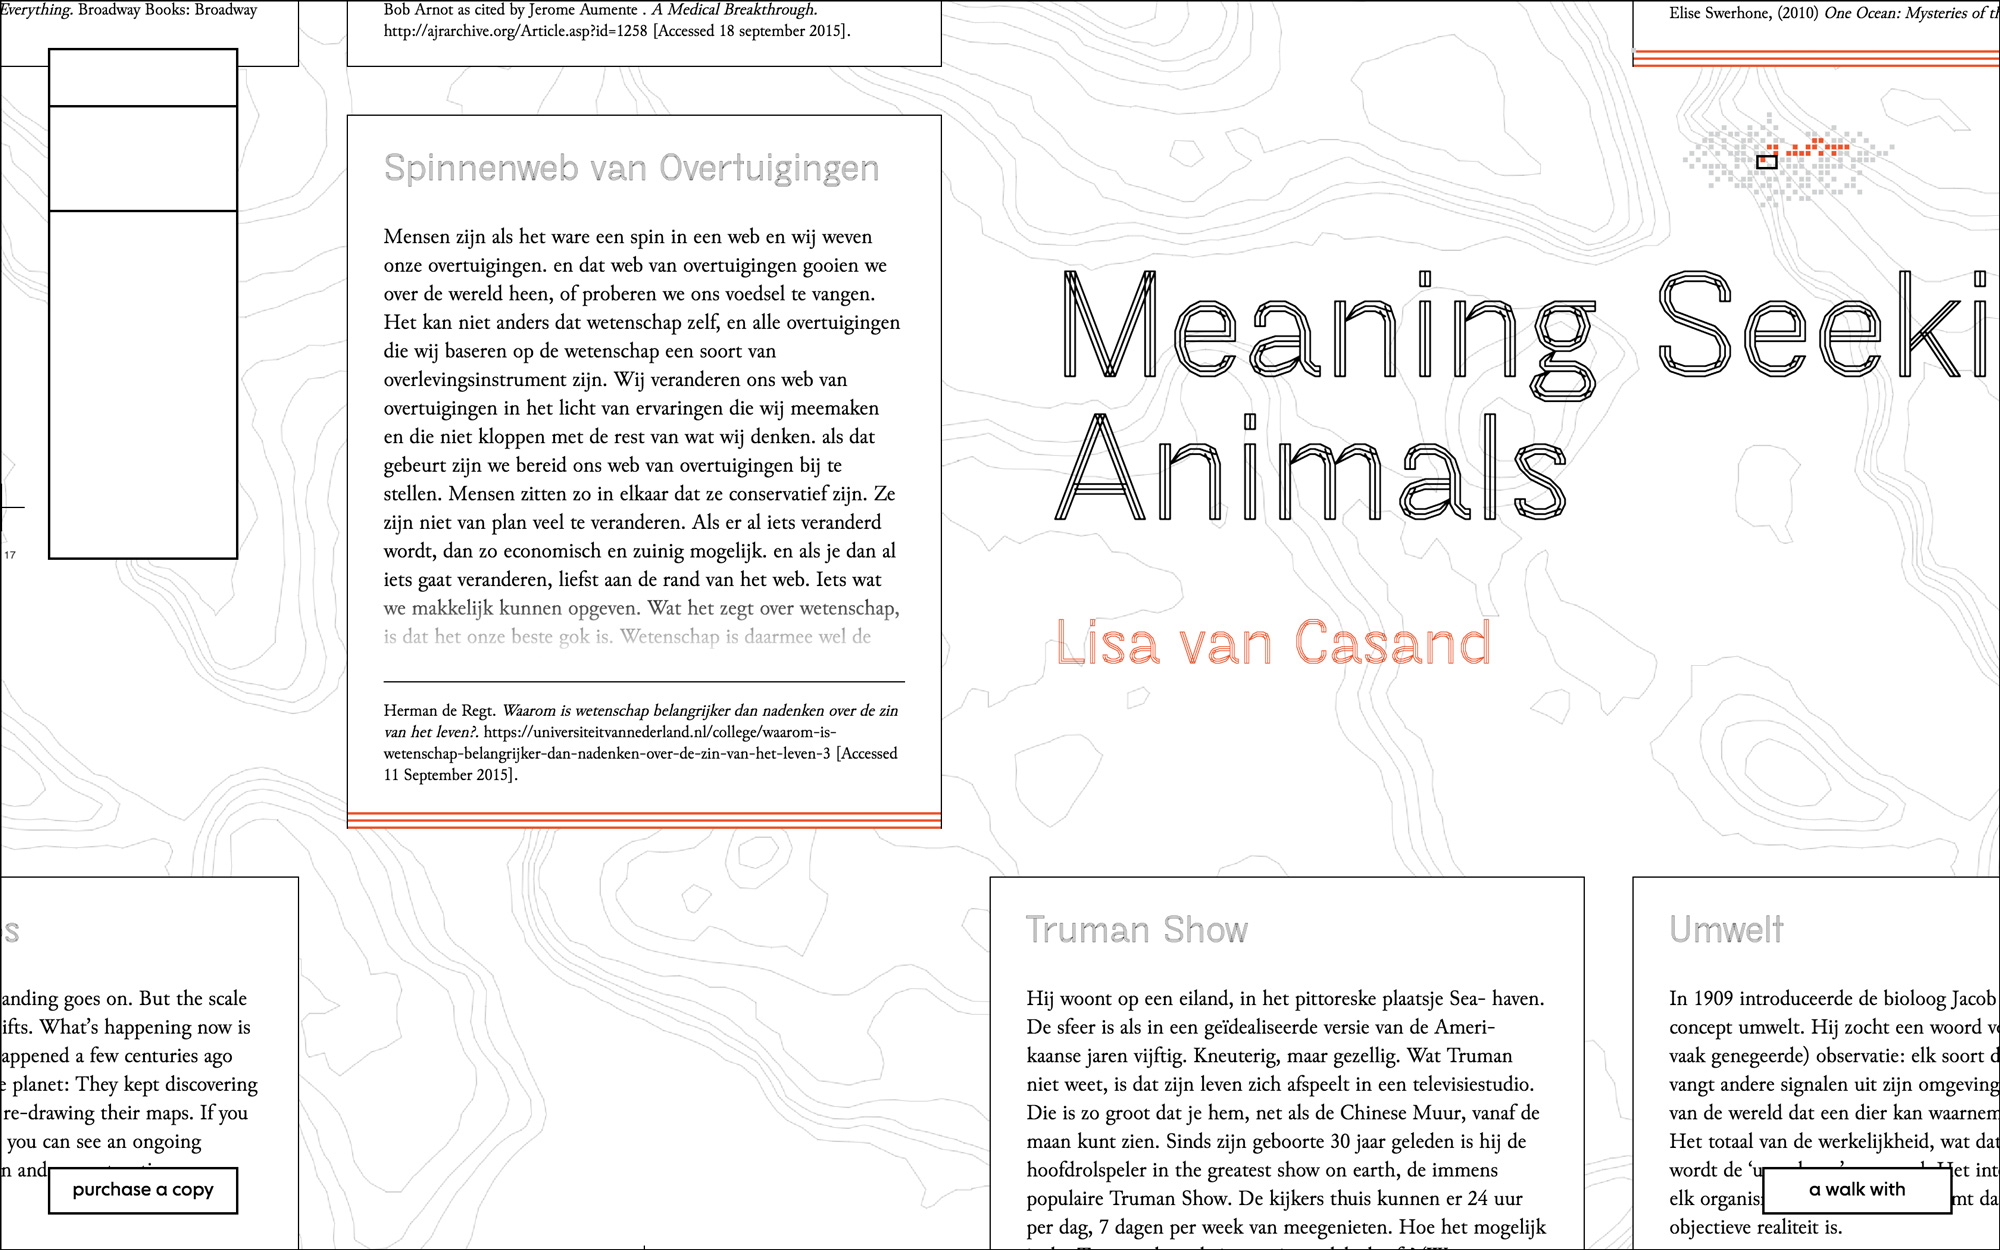 Everything. Broadway Books: Broadway
Bob Arnot as cited by Jerome Aumente . A Medical Breakthrough.
http://ajrarchive.org/Article.asp?id=1258 [Accessed 18 september 2015].
Elise Swerhone, (2010) One Ocean: Mysteries of
Spinnenweb van Overtuigingen
Mensen zijn als het ware een spin in een web en wij weven
onze overtuigingen. en dat web van overtuigingen gooien we
over de wereld heen, of proberen we ons voedsel te vangen.
Het kan niet anders dat wetenschap zelf, en alle overtuigingen
die wij baseren op de wetenschap een soort van
overlevingsinstrument zijn. Wij veranderen ons web van
overtuigingen in het licht van ervaringen die wij meemaken
en die niet kloppen met de rest van wat wij denken. als dat
gebeurt zijn we bereid ons web van overtuigingen bij te
stellen. Mensen zitten zo in elkaar dat ze conservatief zijn. Ze
zijn niet van plan veel te veranderen. Als er al iets veranderd
wordt, dan zo economisch en zuinig mogelijk. en als je dan al
iets gaat veranderen, liefst aan de rand van het web. Iets wat
we makkelijk kunnen opgeven. Wat het zegt over wetenschap,
is dat het onze beste gok is. Wetenschap is daarmee wel de
Herman de Regt. Waarom is wetenschap belangrijker dan nadenken over de zin
van het leven?. https://universiteitvannederland.nl/college/waarom-is-
wetenschap-belangrijker-dan-nadenken-over-de-zin-van-het-leven-3 [Accessed
11 September 2015].
Meaning Seeki
Animals
Lisa van Casand
17
s
anding goes on. But the scale
ifts. What's happening now is
appened a few centuries ago
e planet: They kept discovering
re-drawing their maps. If you
you can see an ongoing
n and
purchase a copy
Truman Show
Hij woont op een eiland, in het pittoreske plaatsje Sea- haven.
De sfeer is als in een geïdealiseerde versie van de Ameri-
kaanse jaren vijftig. Kneuterig, maar gezellig. Wat Truman
niet weet, is dat zijn leven zich afspeelt in een televisiestudio.
Die is zo groot dat je hem, net als de Chinese Muur, vanaf de
maan kunt zien. Sinds zijn geboorte 30 jaar geleden is hij de
hoofdrolspeler in the greatest show on earth, de immens
populaire Truman Show. De kijkers thuis kunnen er 24 uur
per dag, 7 dagen per week van meegenieten. Hoe het mogelijk
Umwelt
In 1909 introduceerde de bioloog Jacob
concept umwelt. Hij zocht een woord v
vaak genegeerde) observatie: elk soort d
vangt andere signalen uit zijn omgeving
van de wereld dat een dier kan waarnem
Het totaal van de werkelijkheid, wat dat
wordt de Het int
elk organis mt da
objectieve realiteit is.
a walk with